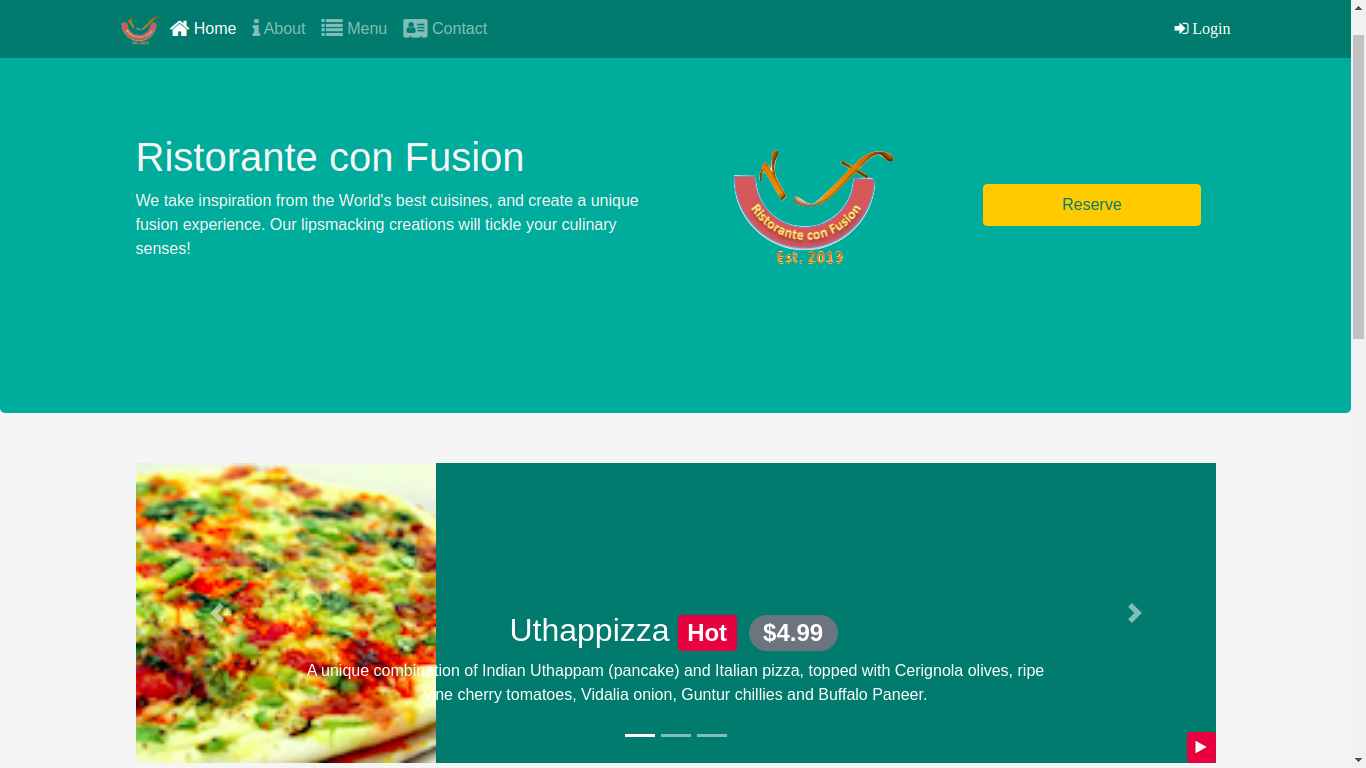 Home About Menu Contact Login
Ristorante con Fusion
We take inspiration from the World's best cuisines, and create a unique
fusion experience. Our lipsmacking creations will tickle your culinary
senses!
Ristorante con Fusion
Est. 2013
Reserve
Uthappizza Hot $4.99
A unique combination of Indian Uthappam (pancake) and Italian pizza, topped with Cerignola olives, ripe
vine cherry tomatoes, Vidalia onion, Guntur chillies and Buffalo Paneer.